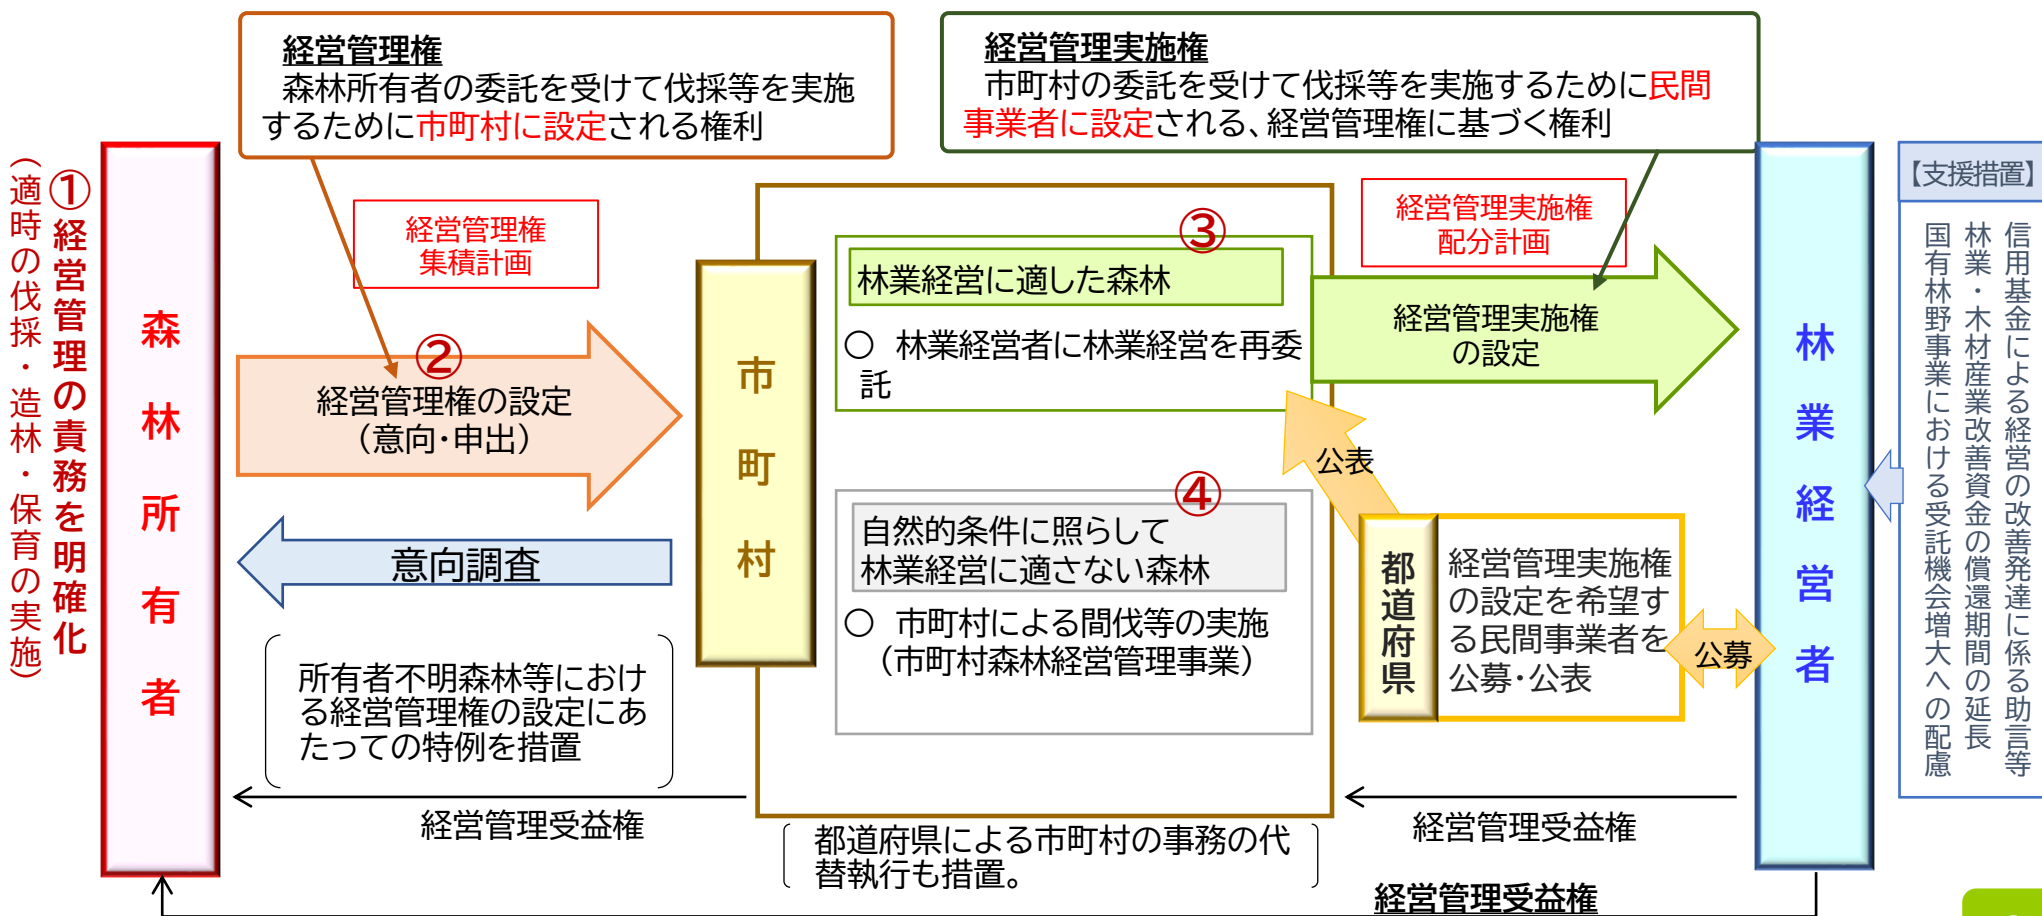 経営管理権
森林所有者の委託を受けて伐採等を実施
するために市町村に設定される権利
経営管理実施権
市町村の委託を受けて伐採等を実施するために民間
事業者に設定される、経営管理権に基づく権利
①経営管理の責務を明確化
（適時の伐採・造林・保育の実施）
森林所有者
経営管理権
集積計画
②
経営管理権の設定
（意向・申出）
意向調査
所有者不明森林等におけ
る経営管理権の設定にあ
たっての特例を措置
経営管理受益権
市町村
③
林業経営に適した森林
○ 林業経営者に林業経営を再委
託
④
自然的条件に照らして
林業経営に適さない森林
○ 市町村による間伐等の実施
（市町村森林経営管理事業）
都道府県による市町村の事務の代
替執行も措置。
経営管理実施権
配分計画
経営管理実施権
の設定
公表
都道府県
経営管理実施権
の設定を希望す
る民間事業者を
公募・公表
公募
経営管理受益権
経営管理受益権
林業経営者
【支援措置】
信用基金による経営の改善発達に係る助言等
林業・木材産業改善資金の償還期間の延長
国有林野事業における受託機会増大への配慮